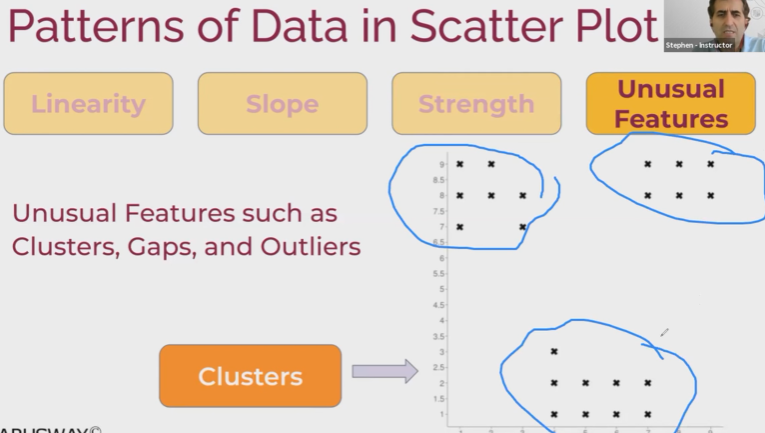 Patterns of Data in Scatter Plot
Stephen - Instructor
Linearity
Slope
Strength
Unusual
Features
Unusual Features such as
Clusters, Gaps, and Outliers
9
8.5
8
7.5
7
6.5
6
5.5
5
4.5
4
3.5
3
2.5
2
1.5
1
Clusters